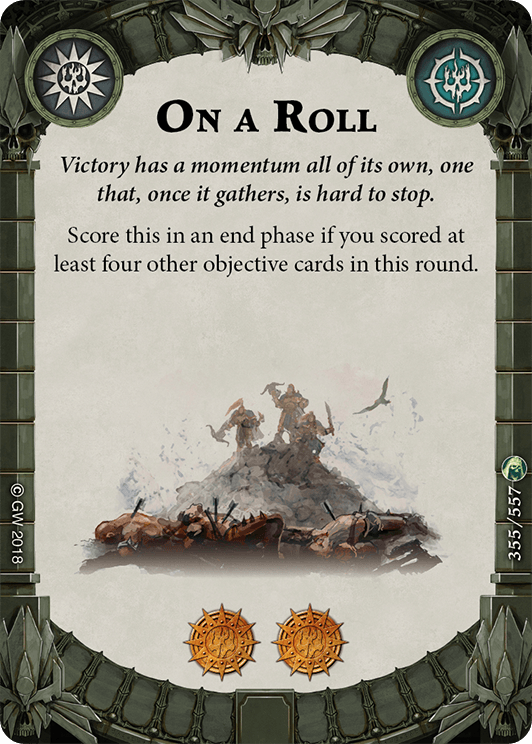 On a Roll
Victory has a momentum all of its own, one
that, once it gathers, is hard to stop.
Score this in an end phase if you scored at
least four other objective cards in this round.
© GW 2018
355/557